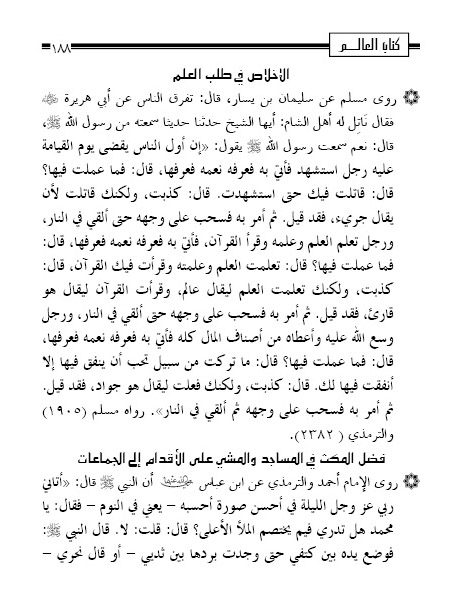 كتاب العالم
١٨٨
الإخلاص في طلب العلم
روى مسلم عن سليمان بن يسار، قال: تفرق الناس عن أبي هريرة ﷺ
فقال نَاتِل له أهل الشام: أيها الشيخ حدثنا حديثا سمعته من رسول الله ﷺ،
قال: نعم سمعت رسول الله ﷺ يقول: «إن أول الناس يقضى يوم القيامة
عليه رجل استشهد فأتي به فعرفه نعمه فعرفها، قال: فما عملت فيها؟
قال: قاتلت فيك حتى استشهدت. قال: كذبت، ولكنك قاتلت لأن
يقال جريء، فقد قيل. ثم أمر به فسحب على وجهه حتى ألقي في النار،
ورجل تعلم العلم وعلمه وقرأ القرآن، فأتي به فعرفه نعمه فعرفها، قال:
فما عملت فيها؟ قال: تعلمت العلم وعلمته وقرأت فيك القرآن، قال:
كذبت، ولكنك تعلمت العلم ليقال عالم، وقرأت القرآن ليقال هو
قارئ، فقد قيل. ثم أمر به فسحب على وجهه حتى ألقي في النار، ورجل
وسع الله عليه وأعطاه من أصناف المال كله فأتي به فعرفه نعمه فعرفها،
قال: فما عملت فيها؟ قال: ما تركت من سبيل تحب أن ينفق فيها إلا
أنفقت فيها لك. قال: كذبت، ولكنك فعلت ليقال هو جواد، فقد قيل.
ثم أمر به فسحب على وجهه ثم ألقي في النار». رواه مسلم (١٩٠٥)
والترمذي ( ٢٣٨٢).
فضل المكث في المساجد والمشي على الأقدام إلى الجماعات
روى الإمام أحمد والترمذي عن ابن عباس أن النبي ﷺ قال: «أتاني
ربي عز وجل الليلة في أحسن صورة أحسبه – يعني في النوم – فقال: يا
محمد هل تدري فيم يختصم الملأ الأعلى؟ قال: قلت: لا. قال النبي ﷺ:
فوضع يده بين كتفي حتى وجدت بردها بين ثديي – أو قال نحري –